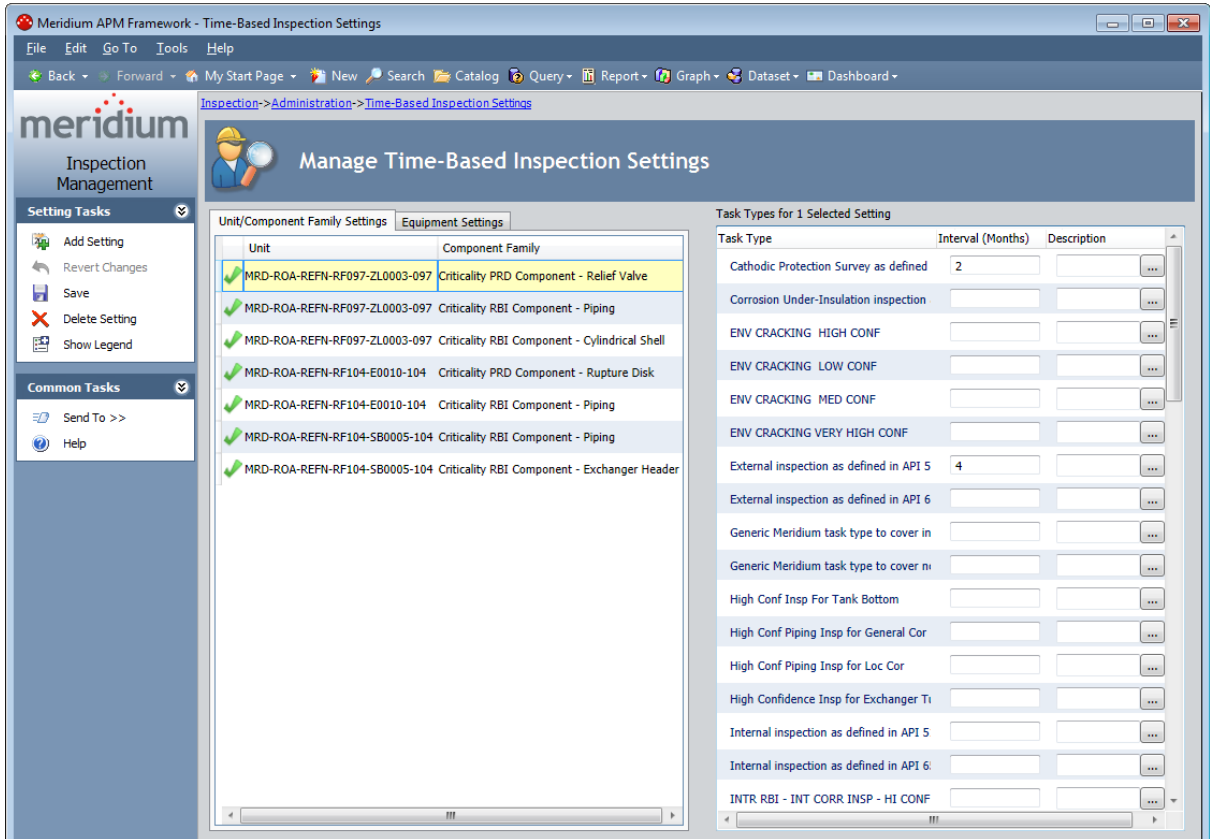 Meridium APM Framework - Time-Based Inspection Settings
File Edit Go To Tools Help
Back Forward My Start Page New Search Catalog Query Report Graph Dataset Dashboard
Inspection->Administration->Time-Based Inspection Settings
meridium
Inspection
Management
Manage Time-Based Inspection Settings
Setting Tasks
Add Setting
Revert Changes
Save
Delete Setting
Show Legend
Common Tasks
Send To >>
Help
Unit/Component Family Settings Equipment Settings
Unit Component Family
MRD-ROA-REFN-RF097-ZL0003-097 Criticality PRD Component - Relief Valve
MRD-ROA-REFN-RF097-ZL0003-097 Criticality RBI Component - Piping
MRD-ROA-REFN-RF097-ZL0003-097 Criticality RBI Component - Cylindrical Shell
MRD-ROA-REFN-RF104-E0010-104 Criticality PRD Component - Rupture Disk
MRD-ROA-REFN-RF104-E0010-104 Criticality RBI Component - Piping
MRD-ROA-REFN-RF104-SB0005-104 Criticality RBI Component - Piping
MRD-ROA-REFN-RF104-SB0005-104 Criticality RBI Component - Exchanger Header
Task Types for 1 Selected Setting
Task Type Interval (Months) Description
Cathodic Protection Survey as defined 2 ...
Corrosion Under-Insulation inspection ...
ENV CRACKING HIGH CONF ...
ENV CRACKING LOW CONF ...
ENV CRACKING MED CONF ...
ENV CRACKING VERY HIGH CONF ...
External inspection as defined in API 5 4 ...
External inspection as defined in API 6 ...
Generic Meridium task type to cover in ...
Generic Meridium task type to cover ...
High Conf Insp For Tank Bottom ...
High Conf Piping Insp for General Cor ...
High Conf Piping Insp for Loc Cor ...
High Confidence Insp for Exchanger ...
Internal inspection as defined in API 5 ...
Internal inspection as defined in API ...
INTR RBI - INT CORR INSP - HI CONF ...